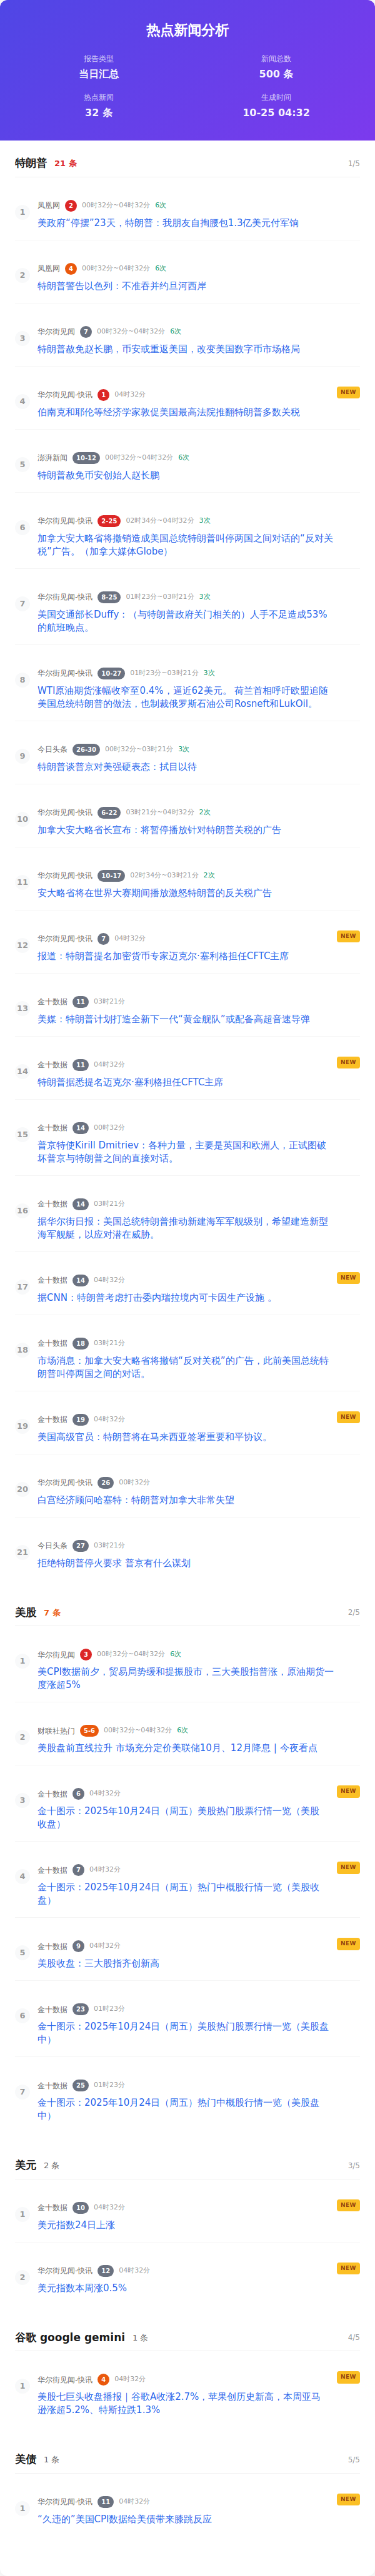 热点新闻分析
报告类型
当日汇总
新闻总数
500 条
热点新闻
32 条
生成时间
10-25 04:32
特朗普 21 条 1/5
1
凤凰网 2 00时32分~04时32分 6次
美政府“停摆”23天，特朗普：我朋友自掏腰包1.3亿美元付军饷
2
凤凰网 4 00时32分~04时32分 6次
特朗普警告以色列：不准吞并约旦河西岸
3
华尔街见闻 7 00时32分~04时32分 6次
特朗普赦免赵长鹏，币安或重返美国，改变美国数字币市场格局
4
华尔街见闻-快讯 1 04时32分 NEW
伯南克和耶伦等经济学家敦促美国最高法院推翻特朗普多数关税
5
澎湃新闻 10-12 00时32分~04时32分 6次
特朗普赦免币安创始人赵长鹏
6
华尔街见闻-快讯 2-25 02时34分~04时32分 3次
加拿大安大略省将撤销造成美国总统特朗普叫停两国之间对话的“反对关
税”广告。（加拿大媒体Globe）
7
华尔街见闻-快讯 8-25 01时23分~03时21分 3次
美国交通部长Duffy：（与特朗普政府关门相关的）人手不足造成53%
的航班晚点。
8
华尔街见闻-快讯 10-27 01时23分~03时21分 3次
WTI原油期货涨幅收窄至0.4%，逼近62美元。 荷兰首相呼吁欧盟追随
美国总统特朗普的做法，也制裁俄罗斯石油公司Rosneft和LukOil。
9
今日头条 26-30 00时32分~03时21分 3次
特朗普谈普京对美强硬表态：拭目以待
10
华尔街见闻-快讯 6-22 03时21分~04时32分 2次
加拿大安大略省长宣布：将暂停播放针对特朗普关税的广告
11
华尔街见闻-快讯 10-17 02时34分~03时21分 2次
安大略省将在世界大赛期间播放激怒特朗普的反关税广告
12
华尔街见闻-快讯 7 04时32分 NEW
报道：特朗普提名加密货币专家迈克尔·塞利格担任CFTC主席
13
金十数据 11 03时21分
美媒：特朗普计划打造全新下一代“黄金舰队”或配备高超音速导弹
14
金十数据 11 04时32分 NEW
特朗普据悉提名迈克尔·塞利格担任CFTC主席
15
金十数据 14 00时32分
普京特使Kirill Dmitriev：各种力量，主要是英国和欧洲人，正试图破
坏普京与特朗普之间的直接对话。
16
金十数据 14 03时21分
据华尔街日报：美国总统特朗普推动新建海军军舰级别，希望建造新型
海军舰艇，以应对潜在威胁。
17
金十数据 14 04时32分 NEW
据CNN：特朗普考虑打击委内瑞拉境内可卡因生产设施 。
18
金十数据 18 03时21分
市场消息：加拿大安大略省将撤销“反对关税”的广告，此前美国总统特
朗普叫停两国之间的对话。
19
金十数据 19 04时32分 NEW
美国高级官员：特朗普将在马来西亚签署重要和平协议。
20
华尔街见闻-快讯 26 00时32分
白宫经济顾问哈塞特：特朗普对加拿大非常失望
21
今日头条 27 03时21分
拒绝特朗普停火要求 普京有什么谋划
美股 7 条 2/5
1
华尔街见闻 3 00时32分~04时32分 6次
美CPI数据前夕，贸易局势缓和提振股市，三大美股指普涨，原油期货一
度涨超5%
2
财联社热门 5-6 00时32分~04时32分 6次
美股盘前直线拉升 市场充分定价美联储10月、12月降息 | 今夜看点
3
金十数据 6 04时32分 NEW
金十图示：2025年10月24日（周五）美股热门股票行情一览（美股
收盘）
4
金十数据 7 04时32分 NEW
金十图示：2025年10月24日（周五）热门中概股行情一览（美股收
盘）
5
金十数据 9 04时32分 NEW
美股收盘：三大股指齐创新高
6
金十数据 23 01时23分
金十图示：2025年10月24日（周五）美股热门股票行情一览（美股盘
中）
7
金十数据 25 01时23分
金十图示：2025年10月24日（周五）热门中概股行情一览（美股盘
中）
美元 2 条 3/5
1
金十数据 10 04时32分 NEW
美元指数24日上涨
2
华尔街见闻-快讯 12 04时32分 NEW
美元指数本周涨0.5%
谷歌 google gemini 1 条 4/5
1
华尔街见闻-快讯 4 04时32分 NEW
美股七巨头收盘播报｜谷歌A收涨2.7%，苹果创历史新高，本周亚马
逊涨超5.2%、特斯拉跌1.3%
美债 1 条 5/5
1
华尔街见闻-快讯 11 04时32分 NEW
“久违的”美国CPI数据给美债带来膝跳反应